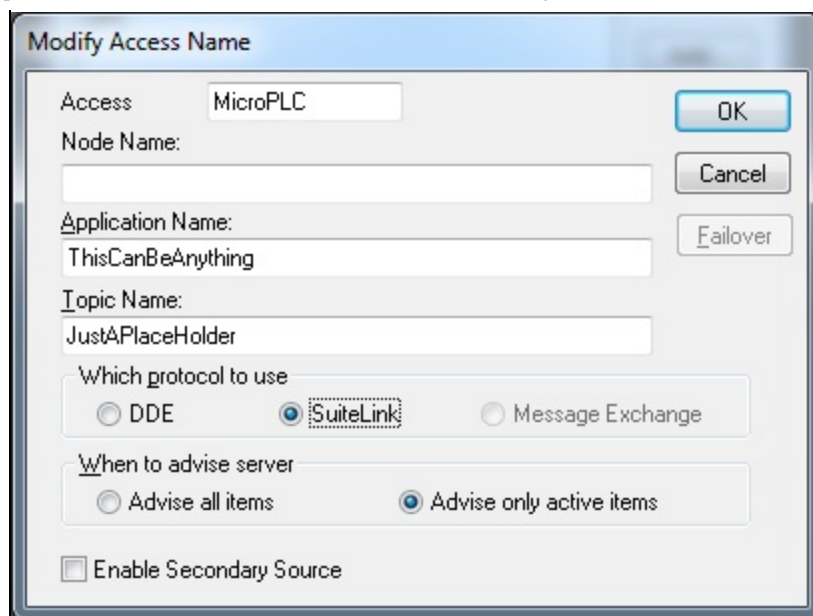 Modify Access Name
Access MicroPLC
OK
Node Name:
Cancel
Application Name:
Failover
ThisCanBeAnything
Topic Name:
JustAPlaceHolder
Which protocol to use
DDE SuiteLink Message Exchange
When to advise server
Advise all items Advise only active items
Enable Secondary Source